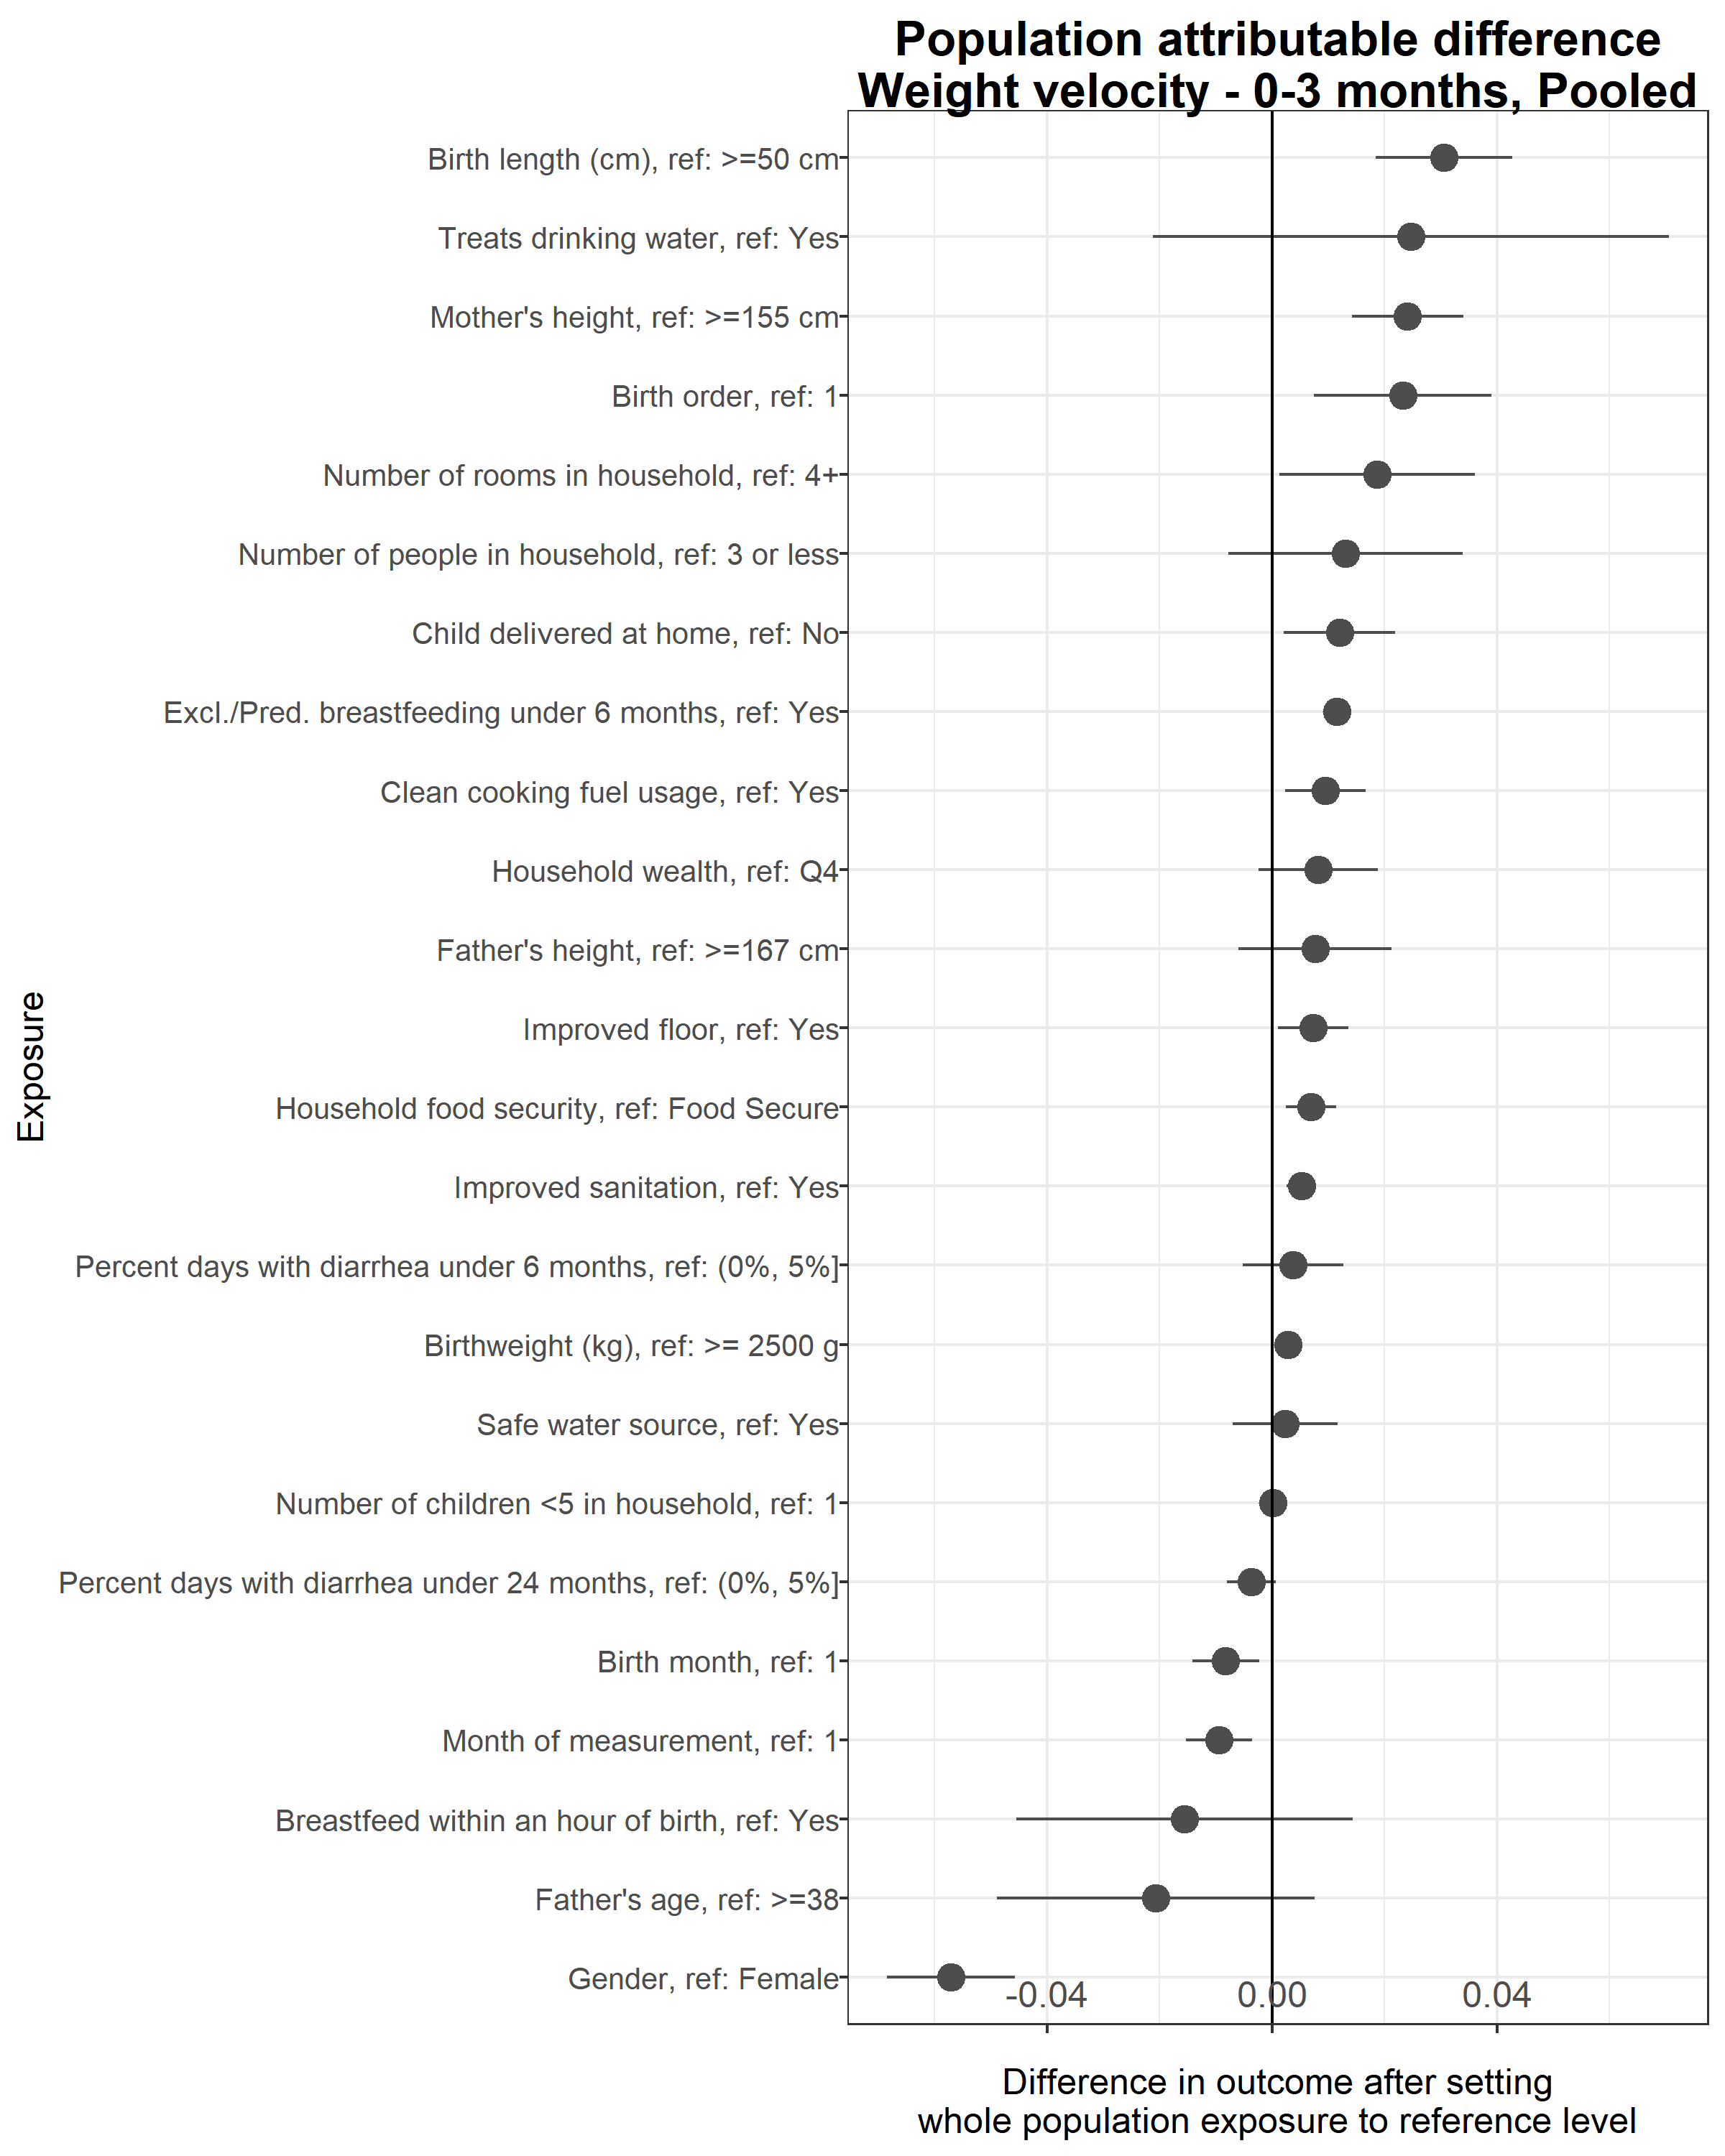 Population attributable difference
Weight velocity - 0-3 months, Pooled
Birth length (cm), ref: >=50 cm
Treats drinking water, ref: Yes
Mother's height, ref: >=155 cm
Birth order, ref: 1
Number of rooms in household, ref: 4+
Number of people in household, ref: 3 or less
Child delivered at home, ref: No
Excl./Pred. breastfeeding under 6 months, ref: Yes
Clean cooking fuel usage, ref: Yes
Household wealth, ref: Q4
Father's height, ref: >=167 cm
Improved floor, ref: Yes
Household food security, ref: Food Secure
Improved sanitation, ref: Yes
Percent days with diarrhea under 6 months, ref: (0%, 5%]
Birthweight (kg), ref: >= 2500 g
Safe water source, ref: Yes
Number of children <5 in household, ref: 1
Percent days with diarrhea under 24 months, ref: (0%, 5%]
Birth month, ref: 1
Month of measurement, ref: 1
Breastfeed within an hour of birth, ref: Yes
Father's age, ref: >=38
Gender, ref: Female
Exposure
-0.04 0.00 0.04
Difference in outcome after setting
whole population exposure to reference level